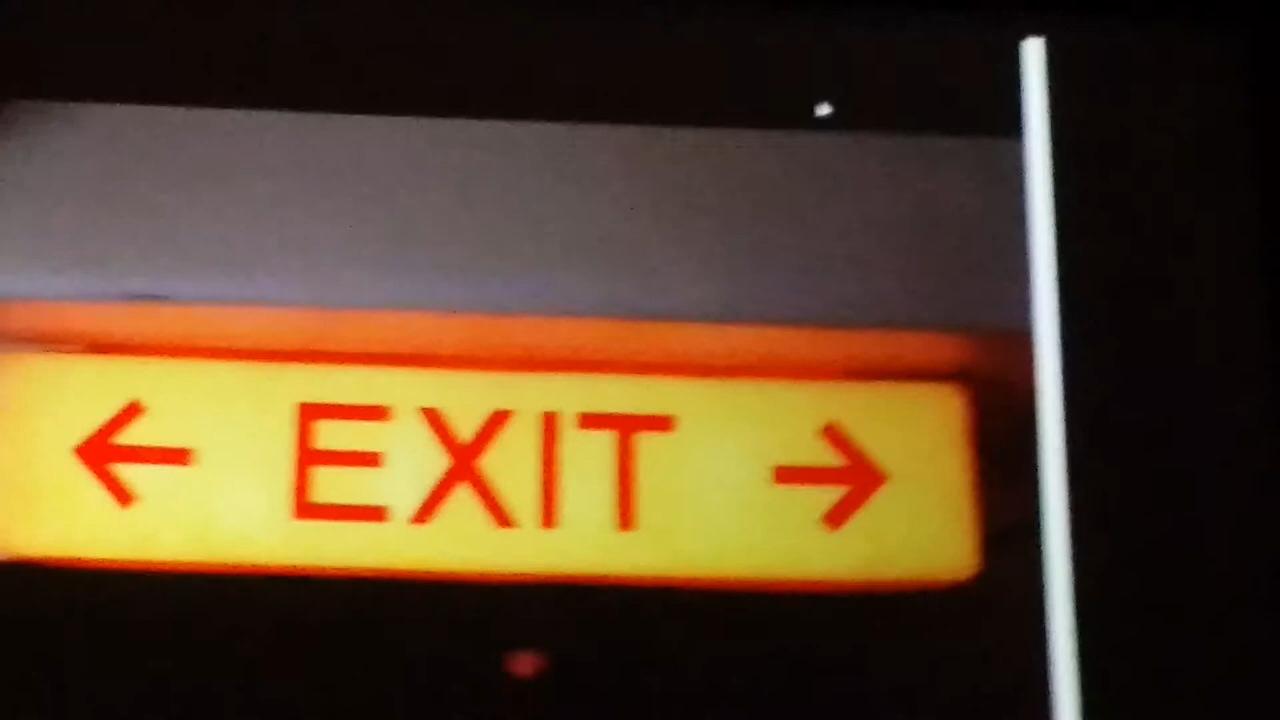 ← EXIT →